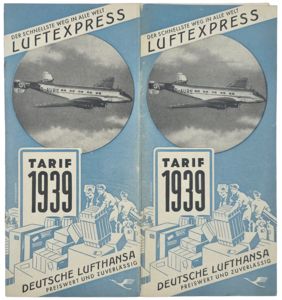 DER SCHNELLSTE WEG IN ALLE WELT
LUFTEXPRESS
TARIF
1939
DEUTSCHE LUFTHANSA
PREISWERT UND ZUVERLÄSSIG
DER SCHNELLSTE WEG IN ALLE WELT
LUFTEXPRESS
TARIF
1939
DEUTSCHE LUFTHANSA
PREISWERT UND ZUVERLÄSSIG